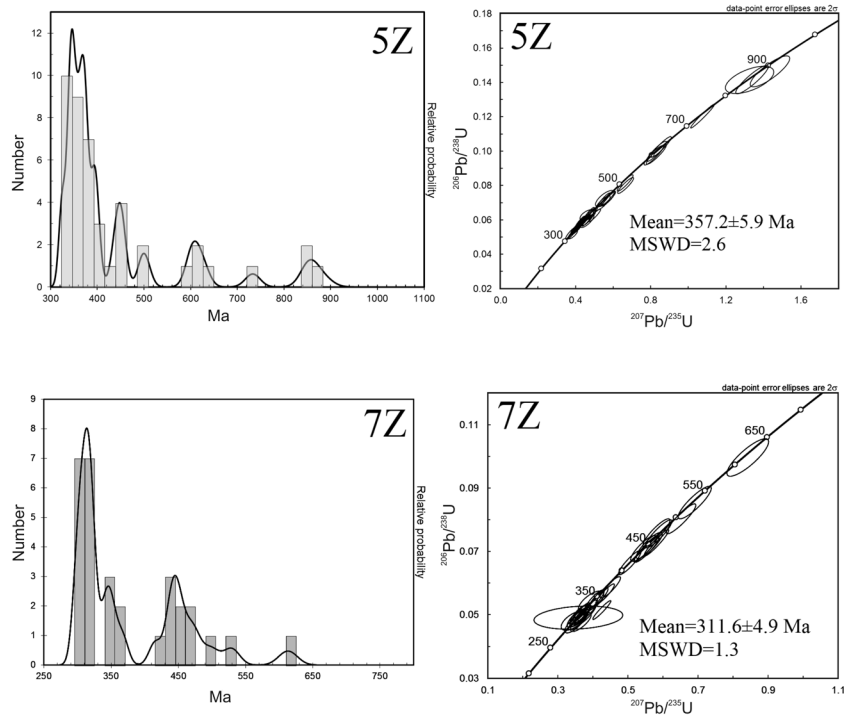 5Z
Number
12
10
8
6
4
2
0
300 400 500 600 700 800 900 1000 1100
Ma
Relative probability
data-point error ellipses are 2σ
5Z
²⁰⁶Pb/²³⁸U
0.18
0.16
0.14
0.12
0.10
0.08
0.06
0.04
0.02
900
700
500
300
Mean=357.2±5.9 Ma
MSWD=2.6
0.0 0.4 0.8 1.2 1.6
²⁰⁷Pb/²³⁵U
7Z
Number
9
8
7
6
5
4
3
2
1
0
250 350 450 550 650 750
Ma
Relative probability
data-point error ellipses are 2σ
7Z
²⁰⁶Pb/²³⁸U
0.11
0.09
0.07
0.05
0.03
650
550
450
350
250
Mean=311.6±4.9 Ma
MSWD=1.3
0.1 0.3 0.5 0.7 0.9 1.1
²⁰⁷Pb/²³⁵U